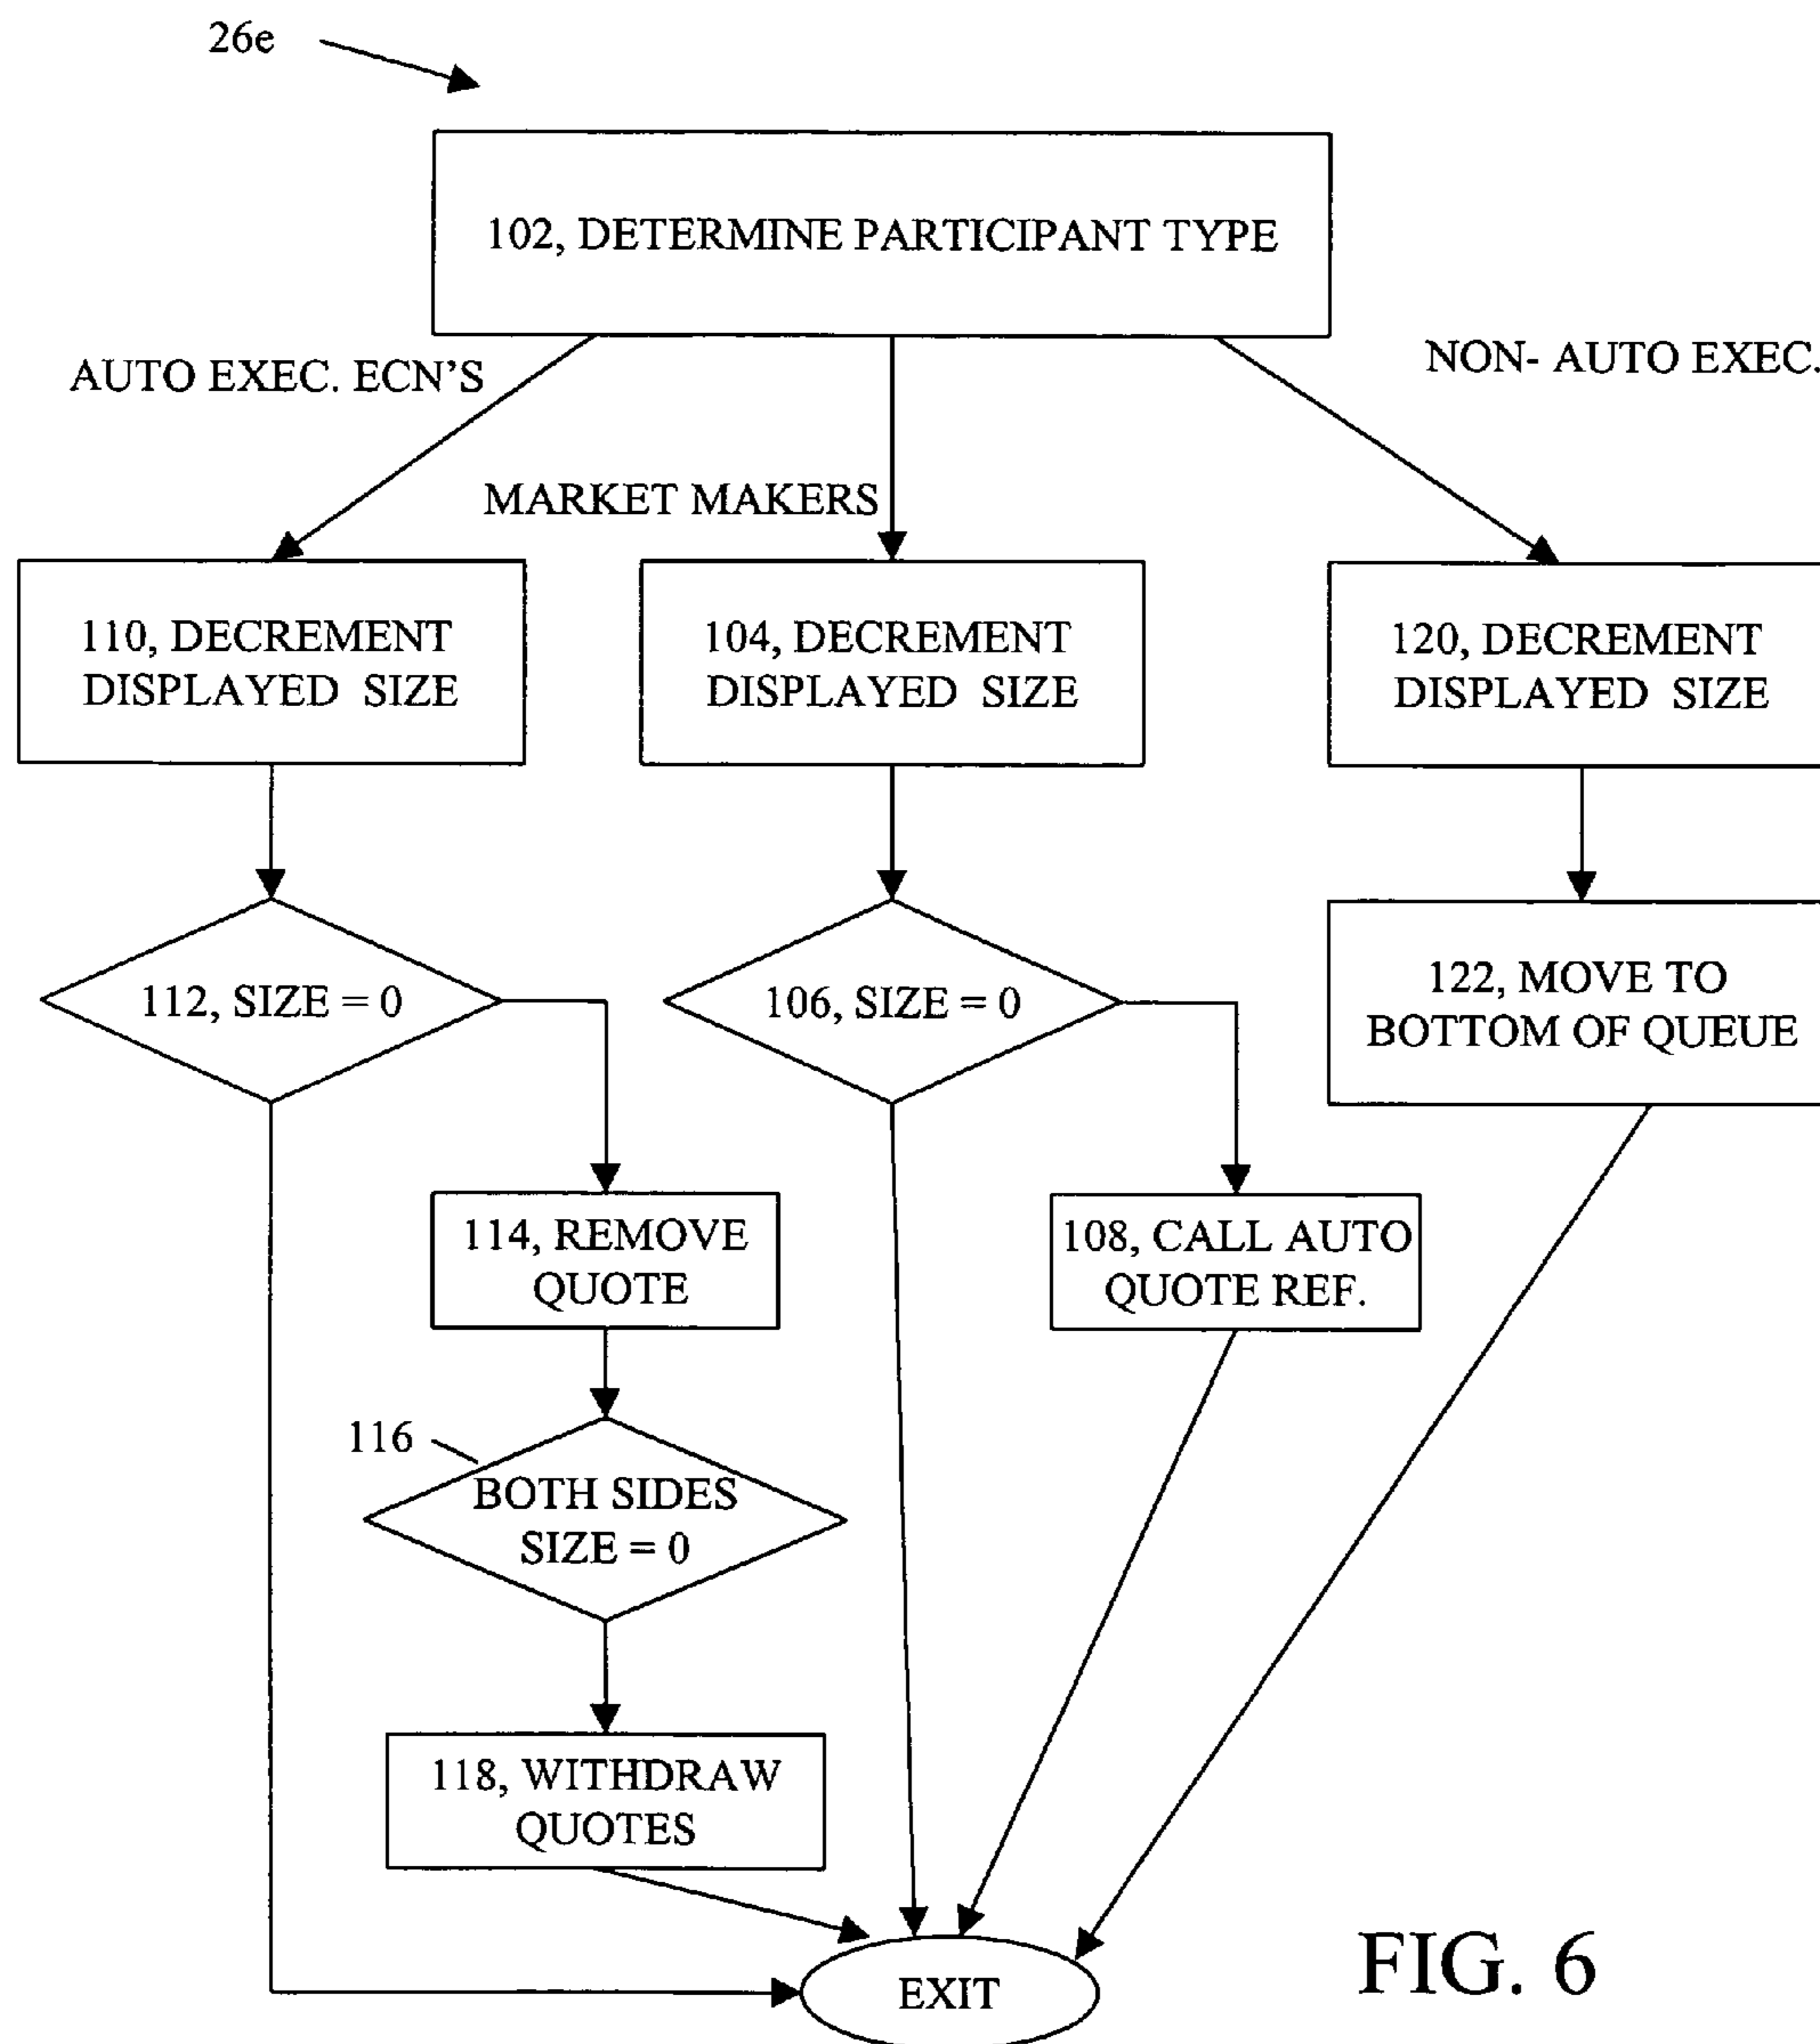 26e
102, DETERMINE PARTICIPANT TYPE
AUTO EXEC. ECN'S
NON- AUTO EXEC.
MARKET MAKERS
110, DECREMENT
DISPLAYED SIZE
104, DECREMENT
DISPLAYED SIZE
120, DECREMENT
DISPLAYED SIZE
112, SIZE = 0
106, SIZE = 0
122, MOVE TO
BOTTOM OF QUEUE
114, REMOVE
QUOTE
108, CALL AUTO
QUOTE REF.
116
BOTH SIDES
SIZE = 0
118, WITHDRAW
QUOTES
EXIT
FIG. 6